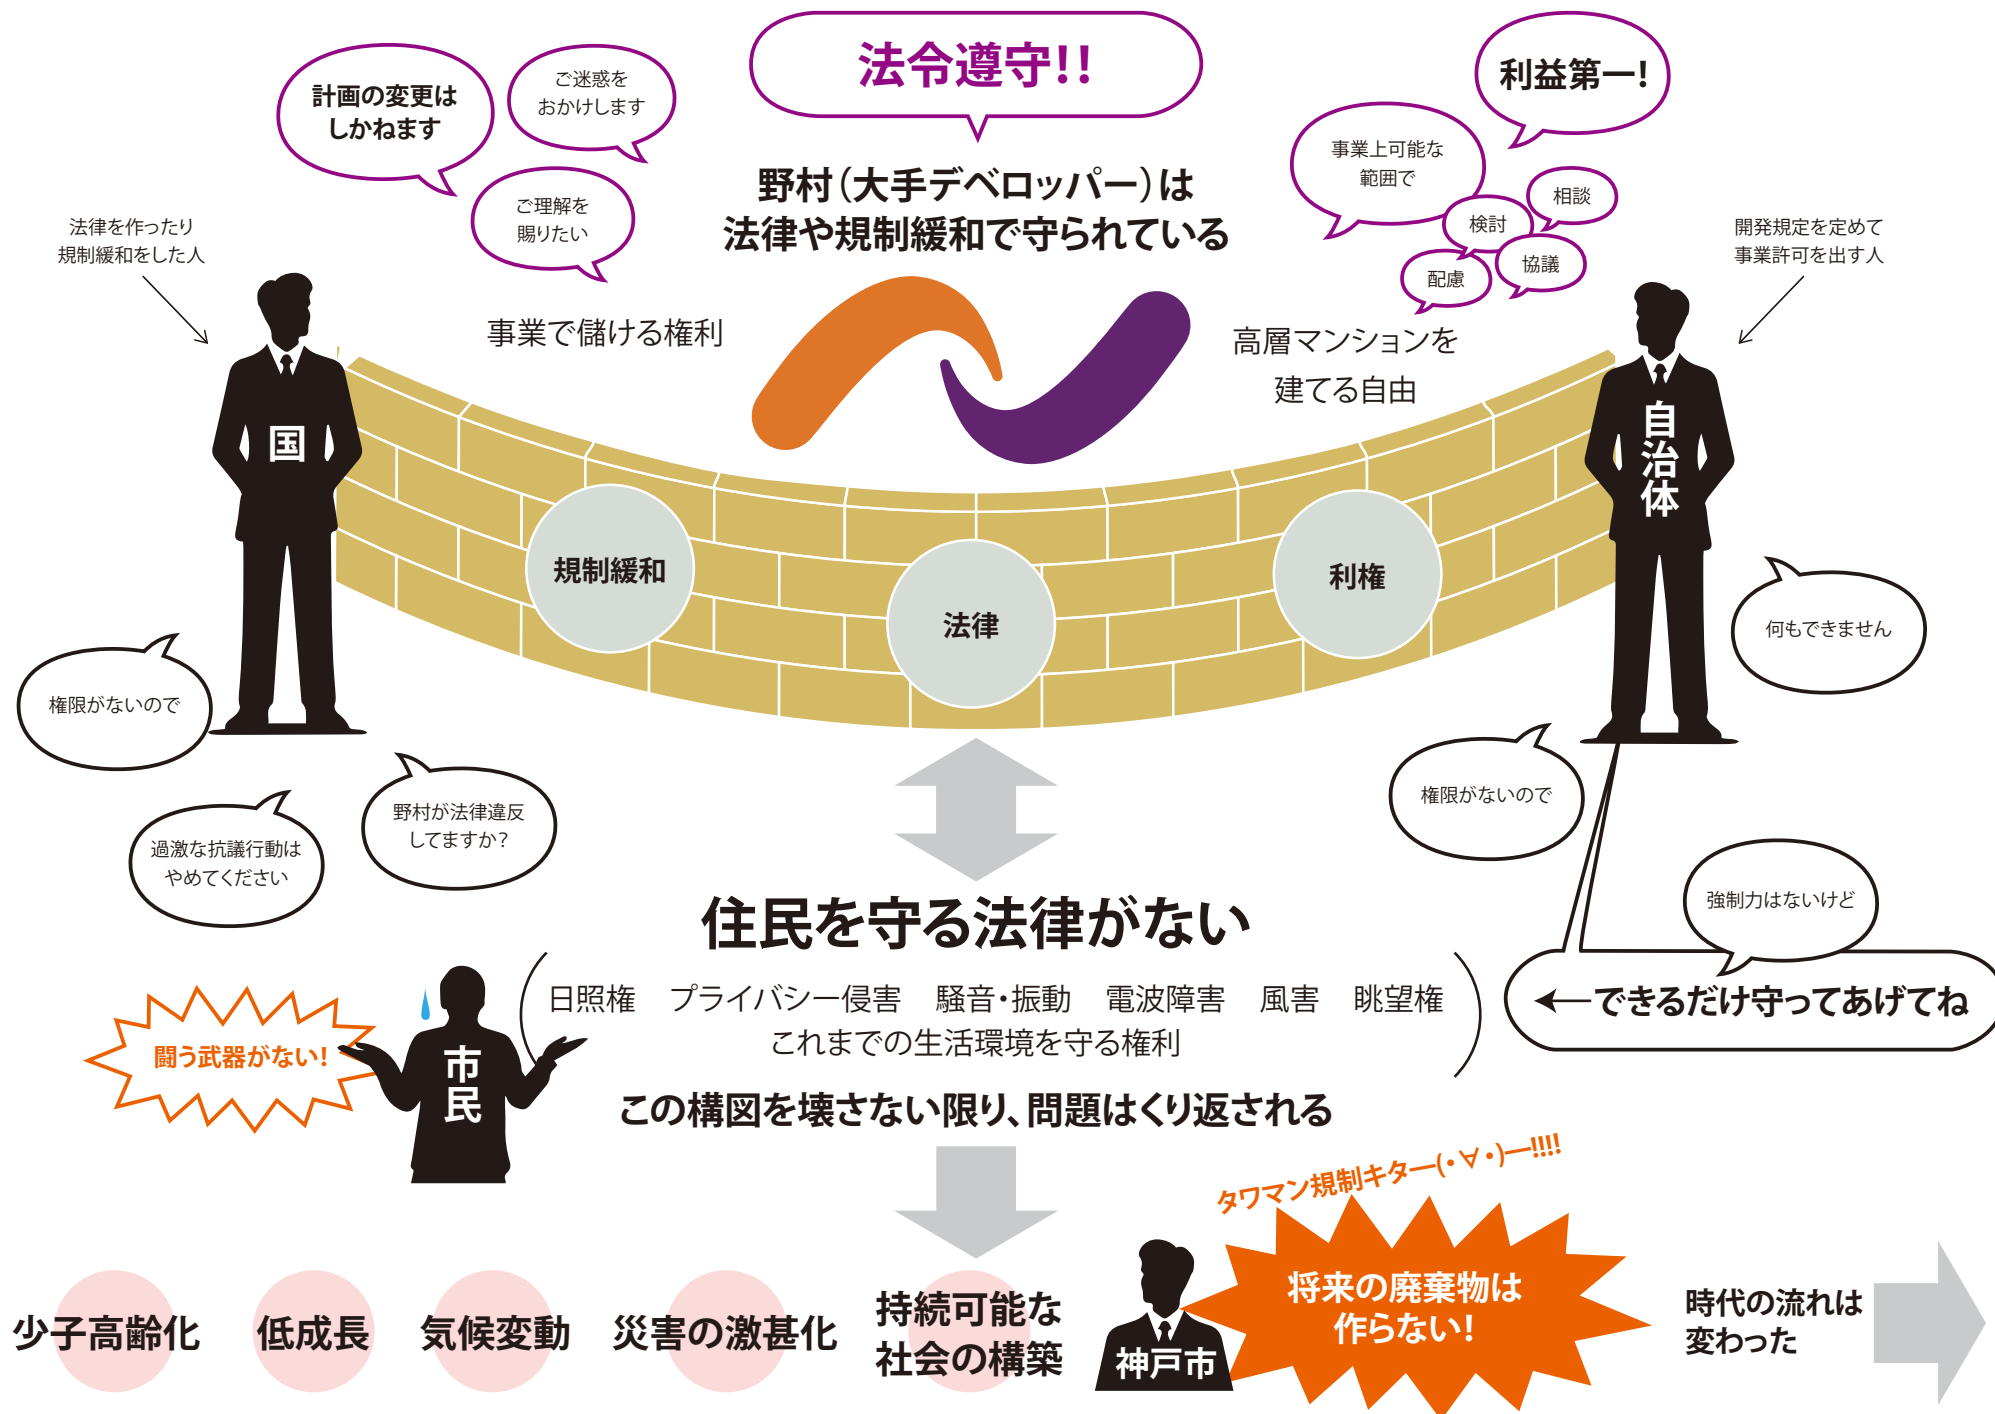 法令遵守!!
計画の変更は
しかねます
ご迷惑を
おかけします
ご理解を
賜りたい
利益第一!
事業上可能な
範囲で
相談
検討
協議
配慮
野村(大手デベロッパー)は
法律や規制緩和で守られている
法律を作ったり
規制緩和をした人
開発規定を定めて
事業許可を出す人
事業で儲ける権利
高層マンションを
建てる自由
国
自治体
規制緩和
法律
利権
権限がないので
野村が法律違反
してますか?
過激な抗議行動は
やめてください
何もできません
権限がないので
強制力はないけど
←できるだけ守ってあげてね
住民を守る法律がない
日照権 プライバシー侵害 騒音・振動 電波障害 風害 眺望権
これまでの生活環境を守る権利
闘う武器がない!
市民
この構図を壊さない限り、問題はくり返される
タワマン規制キター(・∀・)ー!!!!
少子高齢化
低成長
気候変動
災害の激甚化
持続可能な
社会の構築
神戸市
将来の廃棄物は
作らない!
時代の流れは
変わった